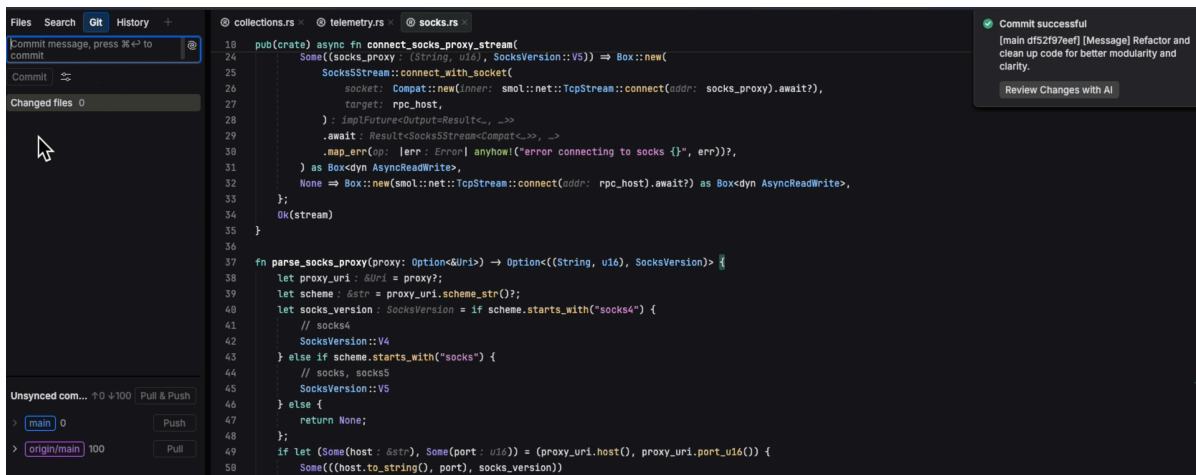 Files Search Git History +
Commit message, press ⌘↩ to
commit
Commit
Changed files 0
Unsynced com... ↑0 ↓100 Pull & Push
> main 0 Push
> origin/main 100 Pull
collections.rs × telemetry.rs × socks.rs ×
18 pub(crate) async fn connect_socks_proxy_stream(
24 Some((socks_proxy : (String, u16), SocksVersion::V5)) => Box::new(
25 Socks5Stream::connect_with_socket(
26 socket: Compat::new(inner: smol::net::TcpStream::connect(addr: socks_proxy).await?),
27 target: rpc_host,
28 ) : implFuture<Output=Result<…, …>>
29 .await : Result<Socks5Stream<Compat<…>>, …>
30 .map_err(op: |err : Error| anyhow!("error connecting to socks {}", err))?,
31 ) as Box<dyn AsyncReadWrite>,
32 None => Box::new(smol::net::TcpStream::connect(addr: rpc_host).await?) as Box<dyn AsyncReadWrite>,
33 };
34 Ok(stream)
35 }
36
37 fn parse_socks_proxy(proxy: Option<&Uri>) -> Option<((String, u16), SocksVersion)> {
38 let proxy_uri : &Uri = proxy?;
39 let scheme : &str = proxy_uri.scheme_str()?;
40 let socks_version : SocksVersion = if scheme.starts_with("socks4") {
41 // socks4
42 SocksVersion::V4
43 } else if scheme.starts_with("socks") {
44 // socks, socks5
45 SocksVersion::V5
46 } else {
47 return None;
48 };
49 if let (Some(host : &str), Some(port : u16)) = (proxy_uri.host(), proxy_uri.port_u16()) {
50 Some(((host.to_string(), port), socks_version))
Commit successful
[main df52f97eef] [Message] Refactor and
clean up code for better modularity and
clarity.
Review Changes with AI